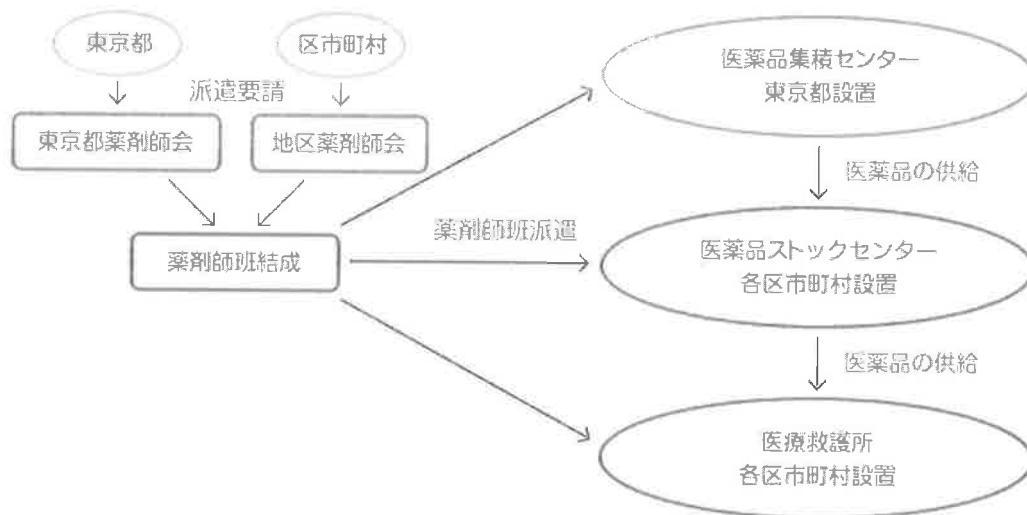 東京都
区市町村
派遣要請
東京都薬剤師会
地区薬剤師会
薬剤師班結成
薬剤師班派遣
医薬品集積センター
東京都設置
医薬品の供給
医薬品ストックセンター
各区市町村設置
医薬品の供給
医療救護所
各区市町村設置